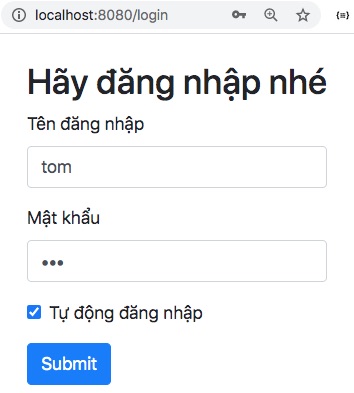 localhost:8080/login
Hãy đăng nhập nhé
Tên đăng nhập
tom
Mật khẩu
•••
Tự động đăng nhập
Submit